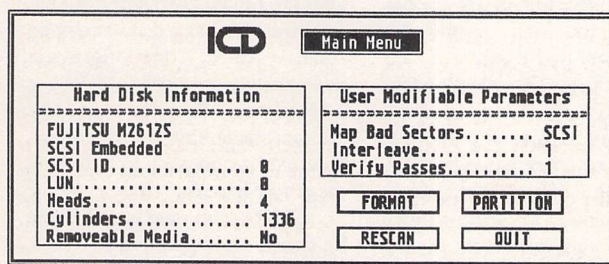 ICD Main Menu
Hard Disk Information
FUJITSU M2612S
SCSI Embedded
SCSI ID................ 0
LUN.................... 0
Heads.................. 4
Cylinders.............. 1336
Removeable Media....... No
User Modifiable Parameters
Map Bad Sectors........ SCSI
Interleave............. 1
Verify Passes.......... 1
FORMAT PARTITION
RESCAN QUIT